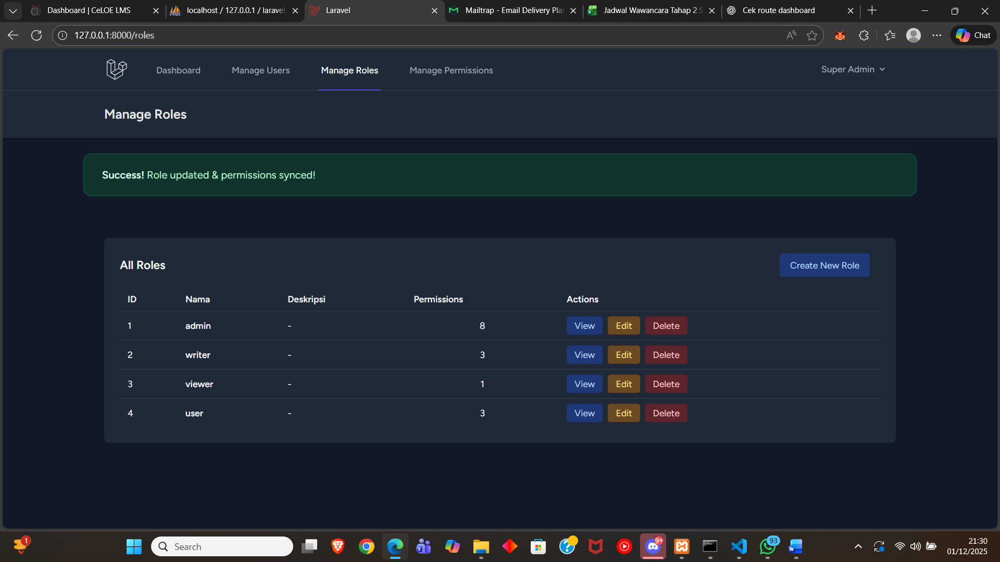 Dashboard | CeLOE LMS
localhost / 127.0.0.1 / laravel
Laravel
Mailtrap - Email Delivery Pla
Jadwal Wawancara Tahap 2 S
Cek route dashboard
127.0.0.1:8000/roles
Chat
Dashboard
Manage Users
Manage Roles
Manage Permissions
Super Admin
Manage Roles
Success! Role updated & permissions synced!
All Roles
Create New Role
ID Nama Deskripsi Permissions Actions
1 admin - 8 View Edit Delete
2 writer - 3 View Edit Delete
3 viewer - 1 View Edit Delete
4 user - 3 View Edit Delete
1
Search
9+
93
21:30
01/12/2025